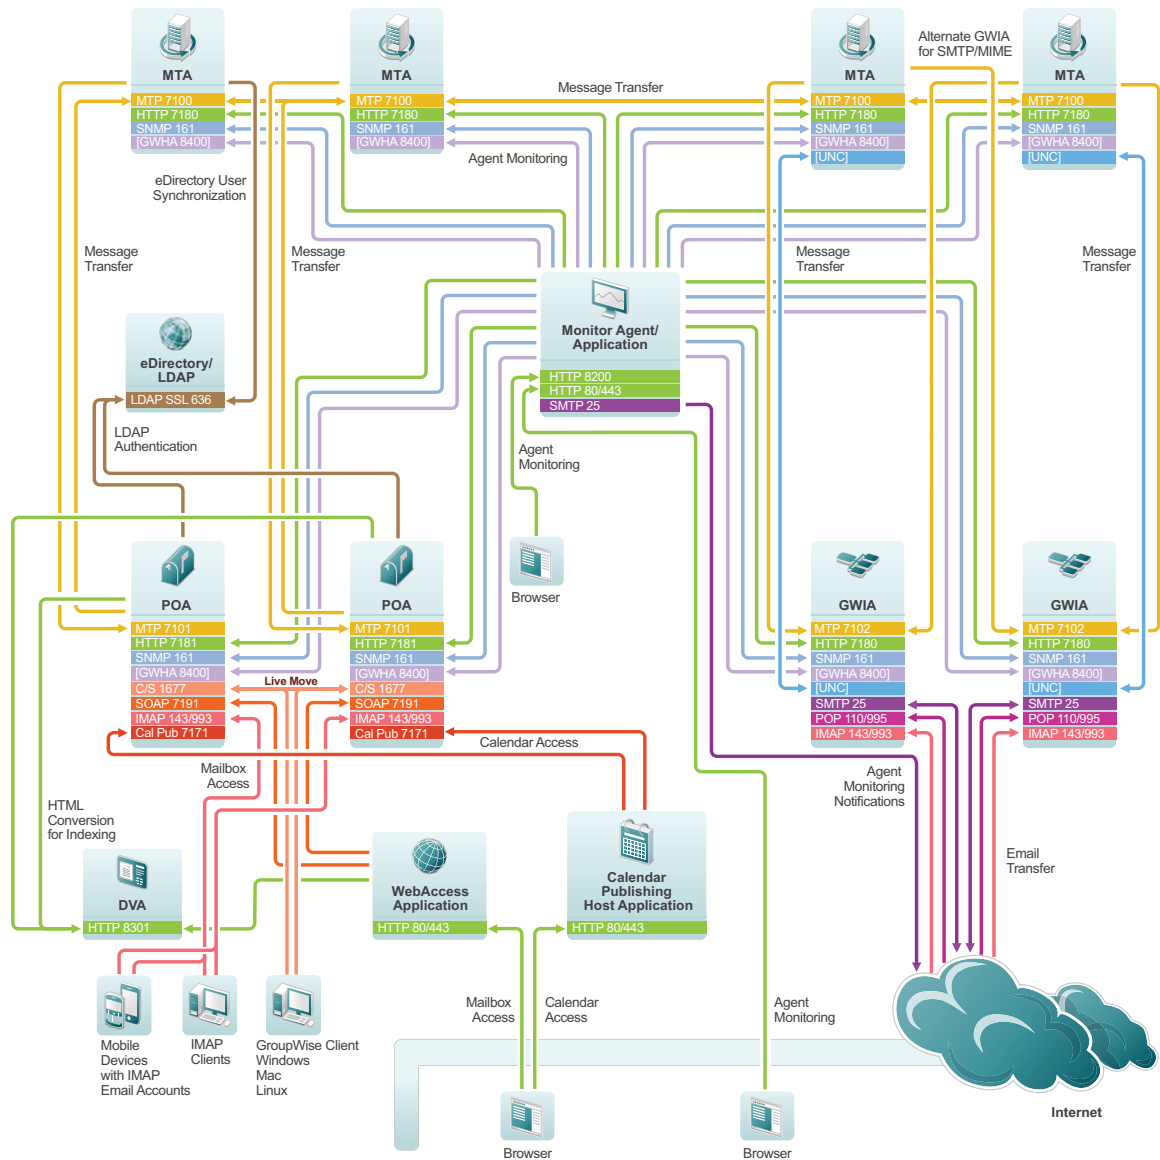 MTA
MTP 7100
HTTP 7180
SNMP 161
[GWHA 8400]
MTA
MTP 7100
HTTP 7180
SNMP 161
[GWHA 8400]
Message Transfer
Agent Monitoring
MTA
MTP 7100
HTTP 7180
SNMP 161
[GWHA 8400]
[UNC]
Alternate GWIA
for SMTP/MIME
MTA
MTP 7100
HTTP 7180
SNMP 161
[GWHA 8400]
[UNC]
eDirectory User
Synchronization
Message
Transfer
Message
Transfer
Message
Transfer
Message
Transfer
Monitor Agent/
Application
HTTP 8200
HTTP 80/443
SMTP 25
eDirectory/
LDAP
LDAP SSL 636
LDAP
Authentication
Agent
Monitoring
Browser
POA
MTP 7101
HTTP 7181
SNMP 161
[GWHA 8400]
C/S 1677
SOAP 7191
IMAP 143/993
Cal Pub 7171
Live Move
POA
MTP 7101
HTTP 7181
SNMP 161
[GWHA 8400]
C/S 1677
SOAP 7191
IMAP 143/993
Cal Pub 7171
GWIA
MTP 7102
HTTP 7180
SNMP 161
[GWHA 8400]
[UNC]
SMTP 25
POP 110/995
IMAP 143/993
GWIA
MTP 7102
HTTP 7180
SNMP 161
[GWHA 8400]
[UNC]
SMTP 25
POP 110/995
IMAP 143/993
Calendar Access
Mailbox
Access
Agent
Monitoring
Notifications
HTML
Conversion
for Indexing
Email
Transfer
DVA
HTTP 8301
WebAccess
Application
HTTP 80/443
Calendar
Publishing
Host Application
HTTP 80/443
Mobile
Devices
with IMAP
Email Accounts
IMAP
Clients
GroupWise Client
Windows
Mac
Linux
Mailbox
Access
Calendar
Access
Agent
Monitoring
Browser
Browser
Internet